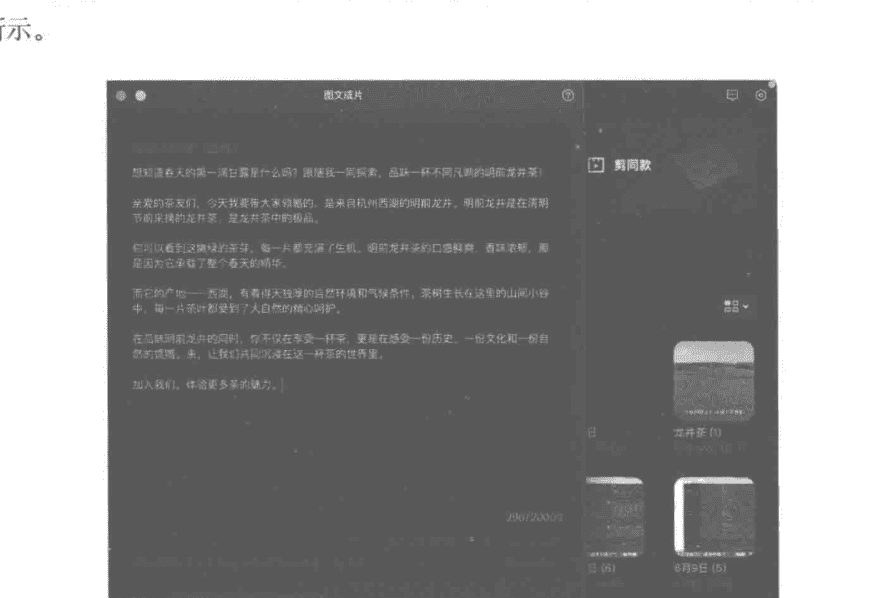 所示。
图文成片
剪同款
想知道春天的第一滴甘露是什么吗？跟随我一同探索，品味一杯不同凡响的明前龙井茶！
亲爱的茶友们，今天我要带大家领略的，是来自杭州西湖的明前龙井。明前龙井是在清明
节前采摘的龙井茶，是龙井茶中的极品。
你可以看到这嫩绿的茶芽，每一片都充满了生机。明前龙井茶的口感鲜爽，香味浓郁，那
是因为它承载了整个春天的精华。
而它的产地——西湖，有着得天独厚的自然环境和气候条件。茶树生长在这里的山间小谷
中，每一片茶叶都受到了大自然的精心呵护。
在品味明前龙井的同时，你不仅在享受一杯茶，更是在感受一份历史、一份文化和一份自
然的馈赠。来，让我们共同沉浸在这一杯茶的世界里。
加入我们，体验更多茶的魅力。
日
龙井茶 (1)
日 (6)
6月9日 (5)